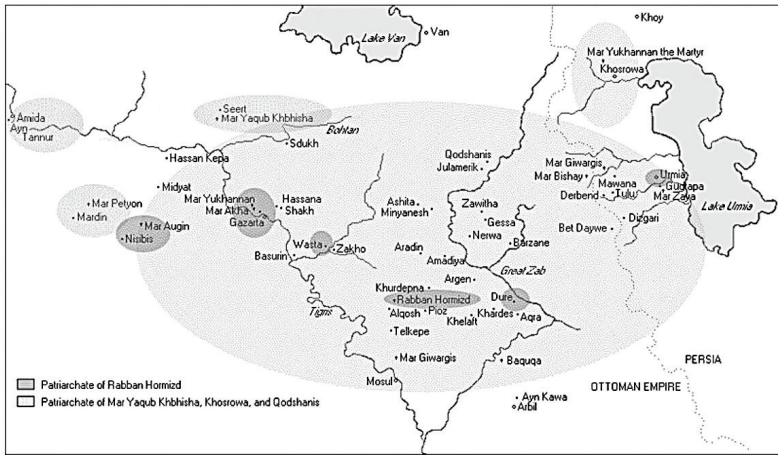 Khoy
Van
Lake Van
Mar Yukhannan the Martyr
Khosrowa
Seert
Mar Yaqub Khbhisha
Bohtan
Amida
Ayn
Tannur
Sdukh
Hassan Kepa
Qodshanis
Julamerik
Mar Giwargis
Mar Bishay
Mawana
Urmia
Gugtapa
Tulu
Mar Zaya
Derbend
Lake Urmia
Midyat
Mar Yukhannan
Mar Akha
Gazarta
Hassana
Shakh
Mar Petyon
Mardin
Mar Augin
Nisibis
Ashita
Minyanesh
Zawitha
Gessa
Nerwa
Barzane
Dizgari
Bet Daywe
Wasta
Zakho
Basurin
Aradin
Amadiya
Great Zab
Argen
Khurdepna
Rabban Hormizd
Dure
Tigris
Alqosh
Pioz
Khelaft
Khardes
Aqra
Telkepe
Mar Giwargis
Baquqa
Mosul
PERSIA
OTTOMAN EMPIRE
Ayn Kawa
Arbil
Patriarchate of Rabban Hormizd
Patriarchate of Mar Yaqub Khbhisha, Khosrowa, and Qodshanis